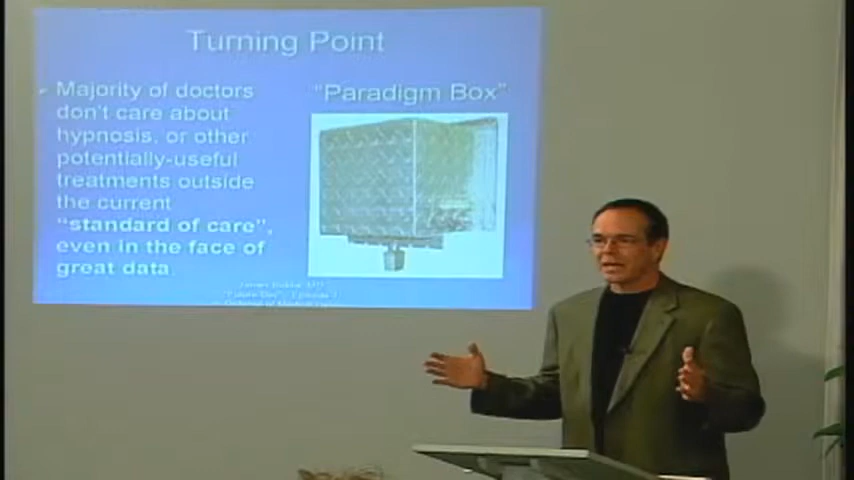 Turning Point
Majority of doctors
don't care about
hypnosis, or other
potentially-useful
treatments outside
the current
"standard of care",
even in the face of
great data.
"Paradigm Box"